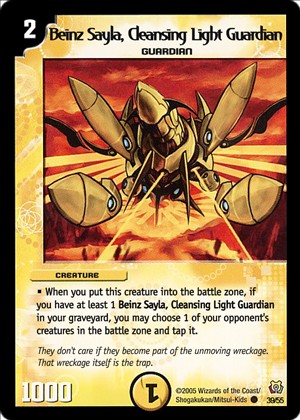 2
Beinz Sayla, Cleansing Light Guardian
GUARDIAN
CREATURE
▪ When you put this creature into the battle zone, if
you have at least 1 Beinz Sayla, Cleansing Light Guardian
in your graveyard, you may choose 1 of your opponent's
creatures in the battle zone and tap it.
They don't care if they become part of the unmoving wreckage.
That wreckage itself is the trap.
1000
1
©2005 Wizards of the Coast/
Shogakukan/Mitsui-Kids
39/55